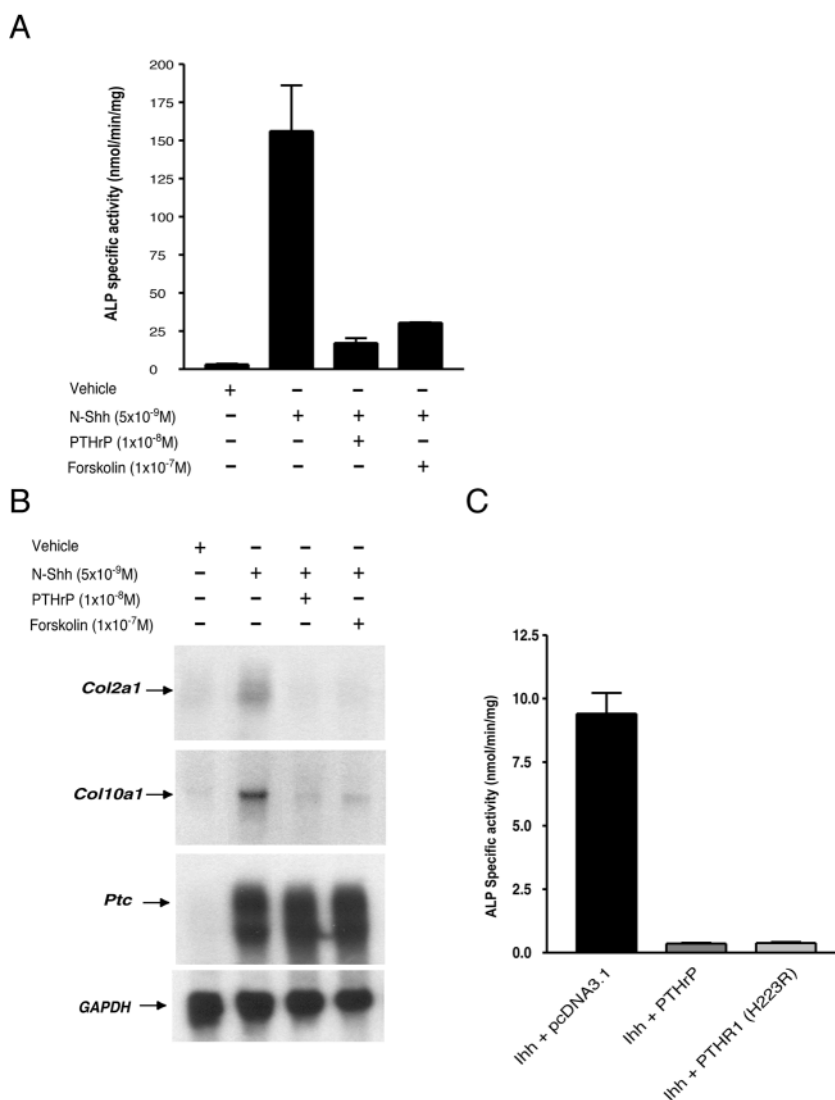 A
200
175
150
125
100
75
50
25
0
ALP specific activity (nmol/min/mg)
Vehicle + − − −
N-Shh (5x10⁻⁹M) − + + +
PTHrP (1x10⁻⁸M) − − + −
Forskolin (1x10⁻⁷M) − − − +
B
Vehicle + − − −
N-Shh (5x10⁻⁹M) − + + +
PTHrP (1x10⁻⁸M) − − + −
Forskolin (1x10⁻⁷M) − − − +
Col2a1
Col10a1
Ptc
GAPDH
C
12.5
10.0
7.5
5.0
2.5
0.0
ALP Specific activity (nmol/min/mg)
Ihh + pcDNA3.1
Ihh + PTHrP
Ihh + PTHR1 (H223R)